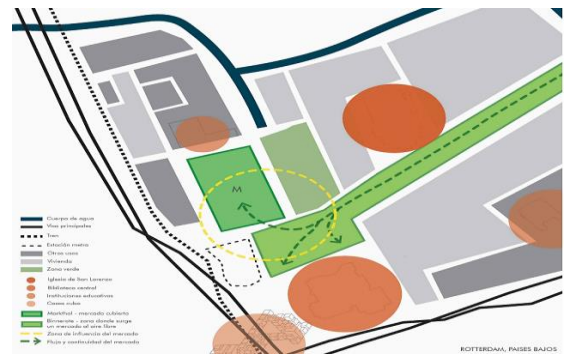 M
Cuerpo de agua
Vías principales
Tren
Estación metro
Otros usos
Vivienda
Zona verde
Iglesia de San Lorenzo
Biblioteca central
Instituciones educativas
Casas cubo
Markthal - mercado cubierto
Binnerote - zona donde surge
un mercado al aire libre
Zona de influencia del mercado
Flujo y continuidad del mercado
ROTTERDAM, PAISES BAJOS